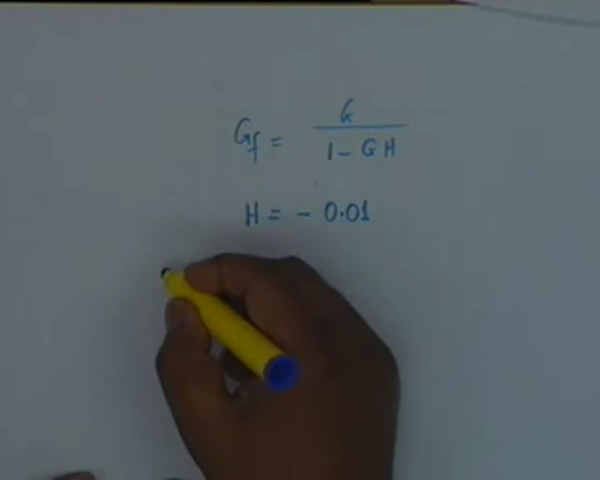 Gf = G / 1 - GH
H = - 0.01